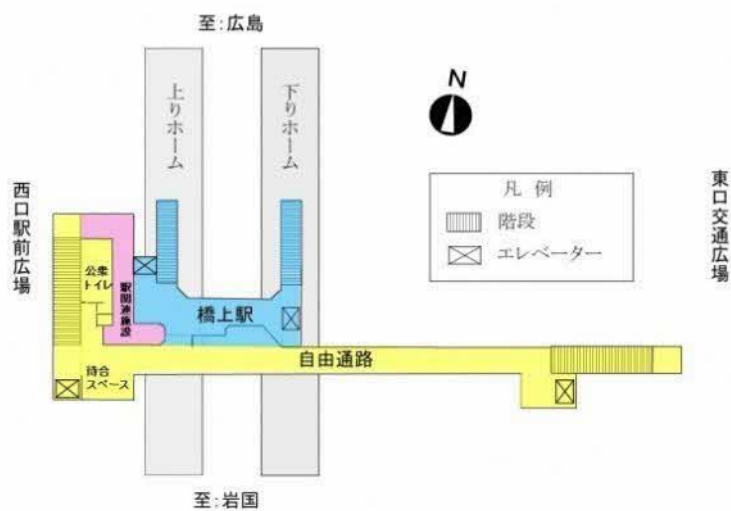 至:広島
上りホーム
下りホーム
N
凡 例
階段
エレベーター
西口駅前広場
東口交通広場
公衆
トイレ
駅関連施設
橋上駅
自由通路
待合
スペース
至:岩国